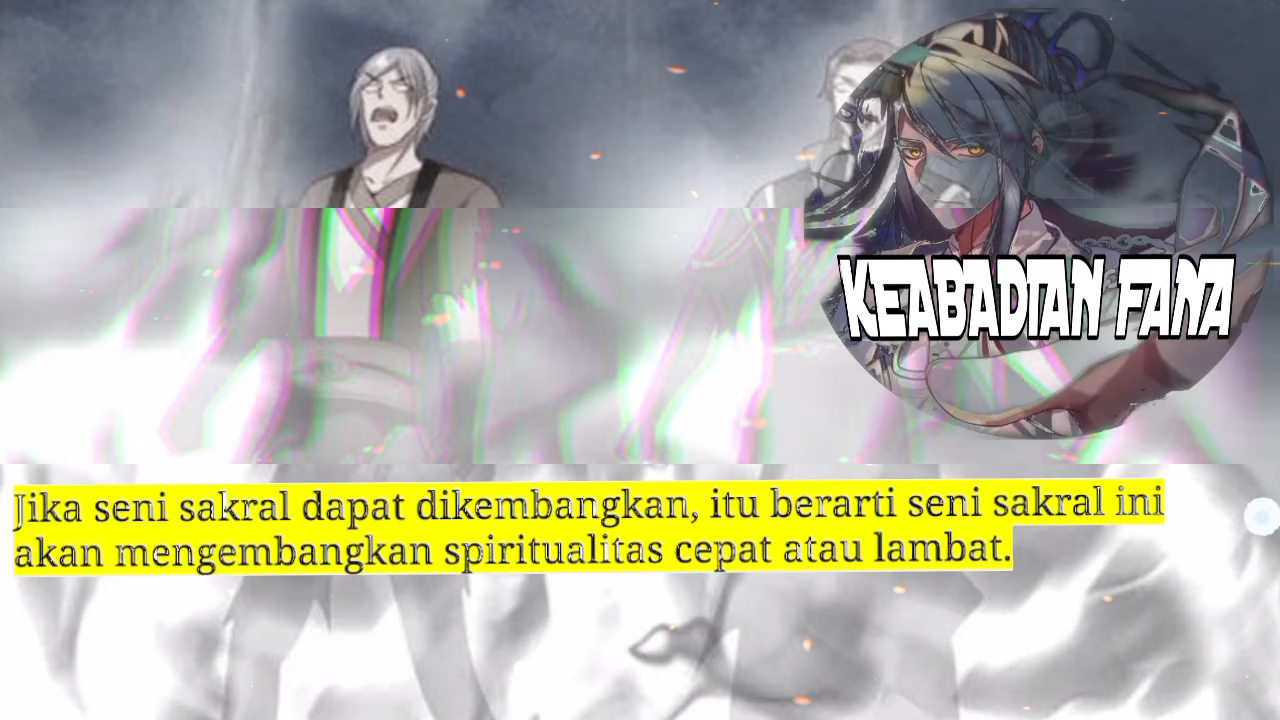 KEABADIAN FANA
Jika seni sakral dapat dikembangkan, itu berarti seni sakral ini
akan mengembangkan spiritualitas cepat atau lambat.